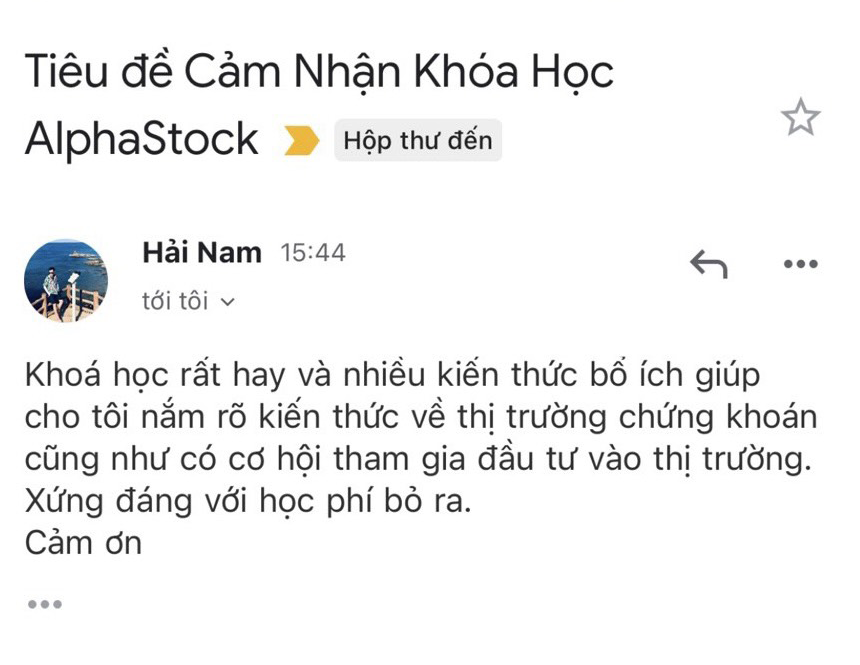 Tiêu đề Cảm Nhận Khóa Học
AlphaStock Hộp thư đến
Hải Nam 15:44
tới tôi
Khoá học rất hay và nhiều kiến thức bổ ích giúp
cho tôi nắm rõ kiến thức về thị trường chứng khoán
cũng như có cơ hội tham gia đầu tư vào thị trường.
Xứng đáng với học phí bỏ ra.
Cảm ơn